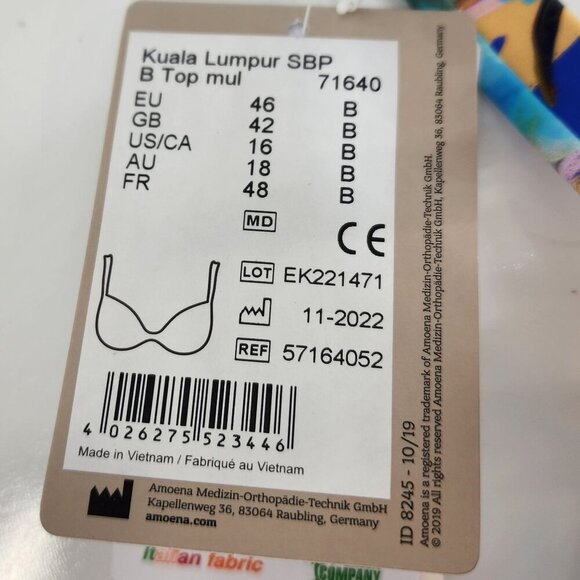 Kuala Lumpur SBP
B Top mul 71640
EU 46 B
GB 42 B
US/CA 16 B
AU 18 B
FR 48 B
MD
CE
LOT EK221471
11-2022
REF 57164052
4 026275 523446
Made in Vietnam / Fabriqué au Vietnam
Amoena Medizin-Orthopädie-Technik GmbH
Kapellenweg 36, 83064 Raubling, Germany
amoena.com
ID 8245 - 10/19
Amoena is a registered trademark of Amoena Medizin-Orthopädie-Technik GmbH.
© 2019 All rights reserved Amoena Medizin-Orthopädie-Technik GmbH, Kapellenweg 36, 83064 Raubling, Germany
italian fabric
COMPANY